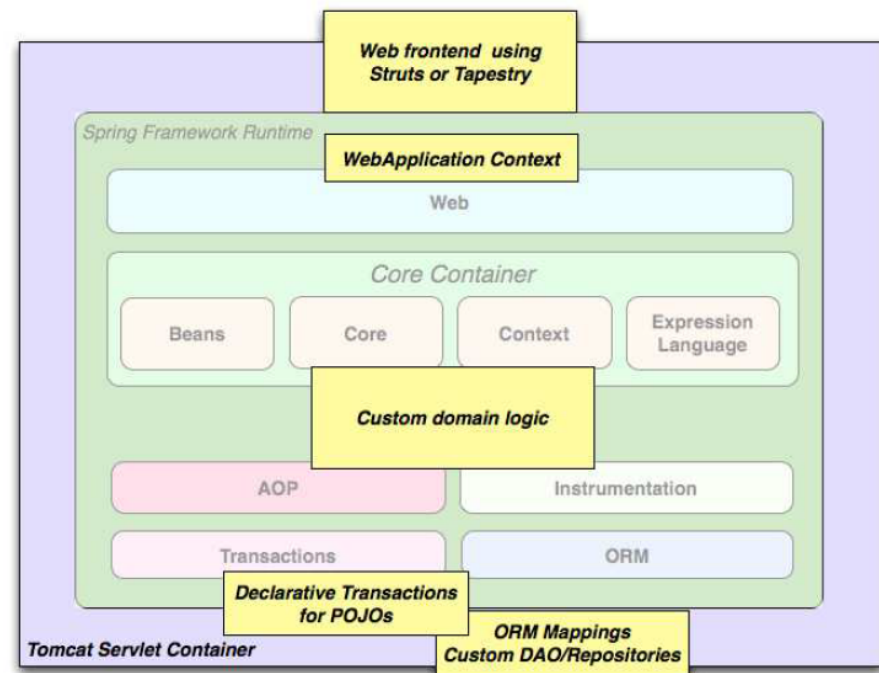 Web frontend using
Struts or Tapestry
Spring Framework Runtime
WebApplication Context
Web
Core Container
Beans
Core
Context
Expression
Language
Custom domain logic
AOP
Instrumentation
Transactions
ORM
Declarative Transactions
for POJOs
ORM Mappings
Custom DAO/Repositories
Tomcat Servlet Container